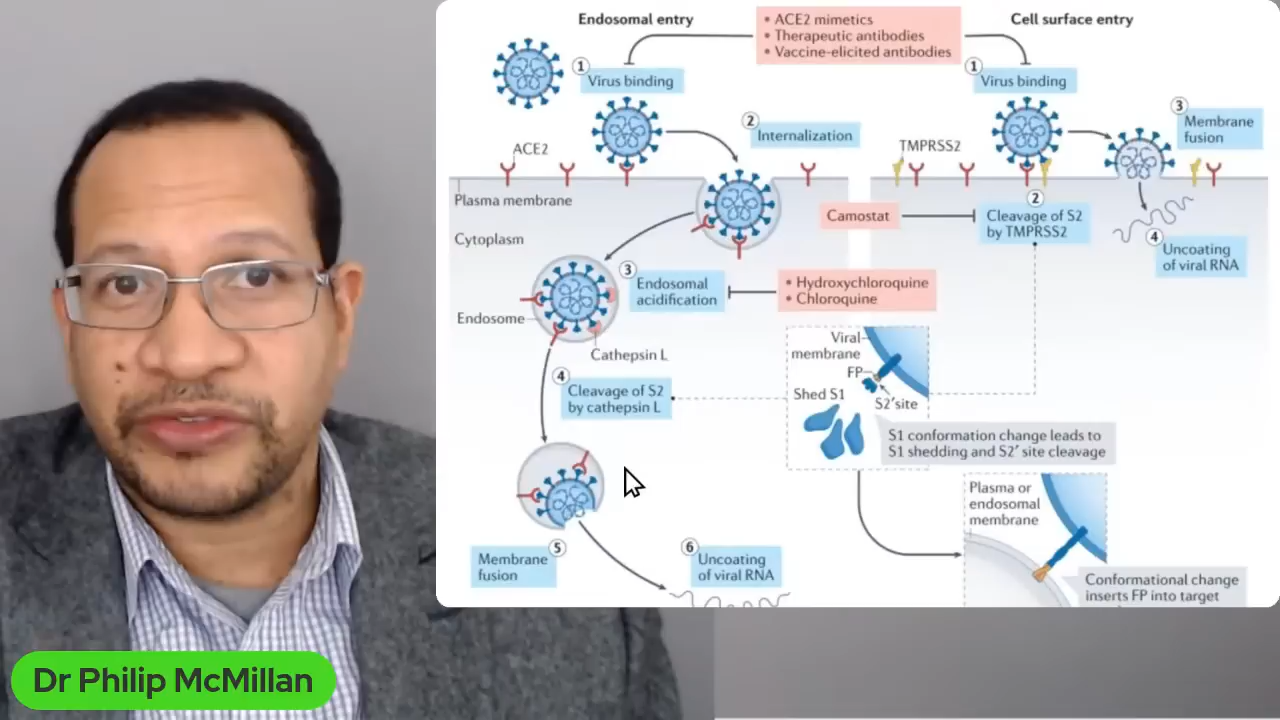 Endosomal entry
• ACE2 mimetics
• Therapeutic antibodies
• Vaccine-elicited antibodies
Cell surface entry
1
Virus binding
2
Internalization
ACE2
Plasma membrane
Cytoplasm
3
Endosomal
acidification
• Hydroxychloroquine
• Chloroquine
Endosome
Cathepsin L
4
Cleavage of S2
by cathepsin L
Membrane
fusion
5
6
Uncoating
of viral RNA
1
Virus binding
TMPRSS2
3
Membrane
fusion
Camostat
2
Cleavage of S2
by TMPRSS2
4
Uncoating
of viral RNA
Viral
membrane
FP
Shed S1
S2′ site
S1 conformation change leads to
S1 shedding and S2′ site cleavage
Plasma or
endosomal
membrane
Conformational change
inserts FP into target
Dr Philip McMillan